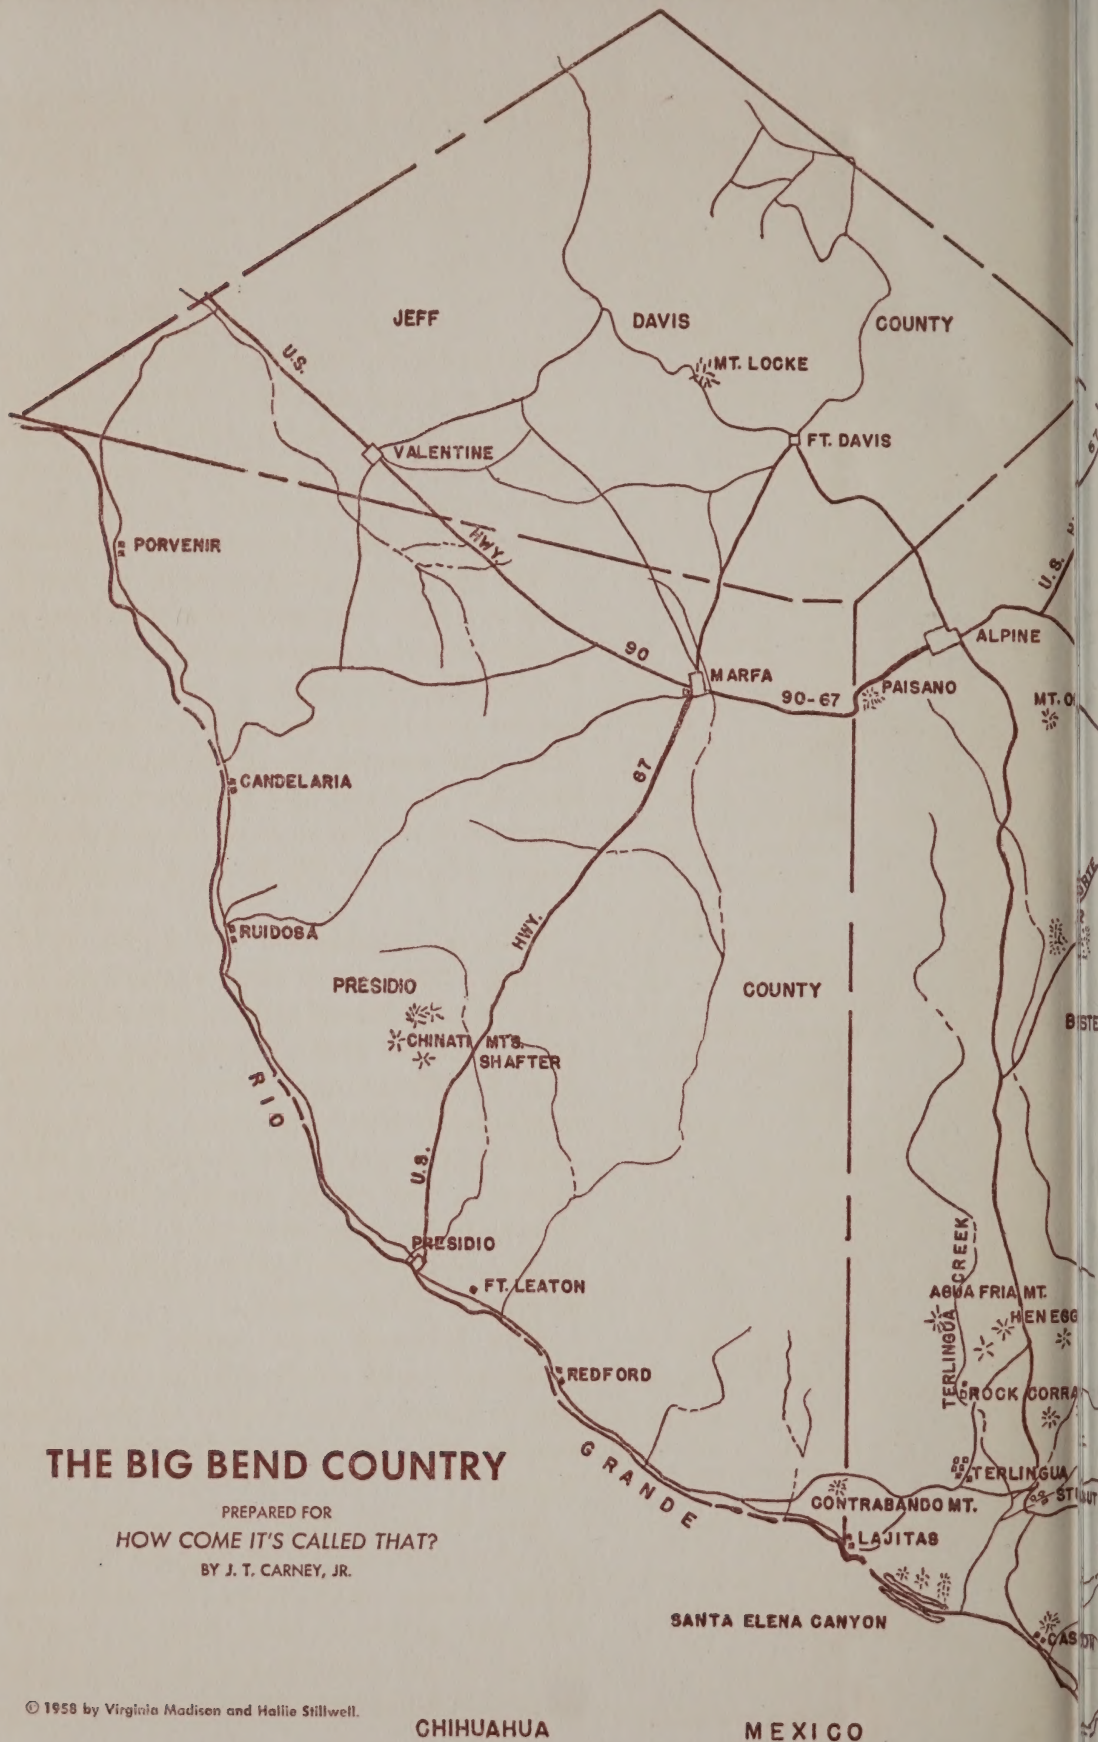 JEFF DAVIS COUNTY
MT. LOCKE
U.S.
VALENTINE
FT. DAVIS
67
PORVENIR
HWY.
U.S.
ALPINE
90
MARFA
90-67
PAISANO
MT. O
67
CANDELARIA
HWY.
RUIDOSA
PRESIDIO COUNTY
CHINATI MTS.
SHAFTER
RIO
U.S.
PRESIDIO
FT. LEATON
TERLINGUA CREEK
AGUA FRIA MT.
HEN EGG
REDFORD
ROCK CORRA
GRANDE
TERLINGUA
CONTRABANDO MT.
LAJITAS
SANTA ELENA CANYON
THE BIG BEND COUNTRY
PREPARED FOR
HOW COME IT'S CALLED THAT?
BY J. T. CARNEY, JR.
© 1958 by Virginia Madison and Hallie Stillwell.
CHIHUAHUA MEXICO